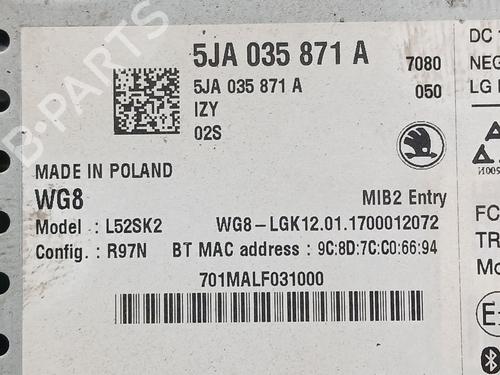 5JA 035 871 A 7080
5JA 035 871 A 050
IZY
02S
MADE IN POLAND
WG8 MIB2 Entry
Model : L52SK2 WG8-LGK12.01.1700012072
Config. : R97N BT MAC address : 9C:8D:7C:C0:66:94
701MALF031000
DC 1
NEG
LG
FC
TR
Mo
E
B-PARTS